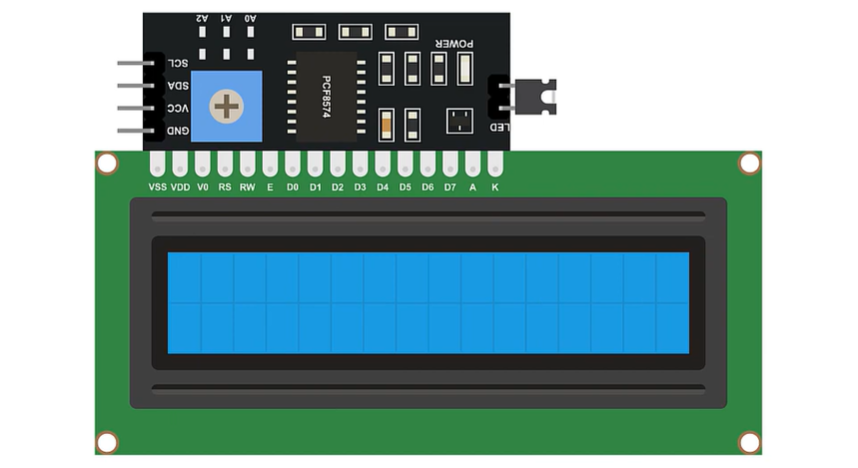 A2 A1 A0
POWER
SCL
SDA
VCC
GND
PCF8574
LED
VSS VDD V0 RS RW E D0 D1 D2 D3 D4 D5 D6 D7 A K